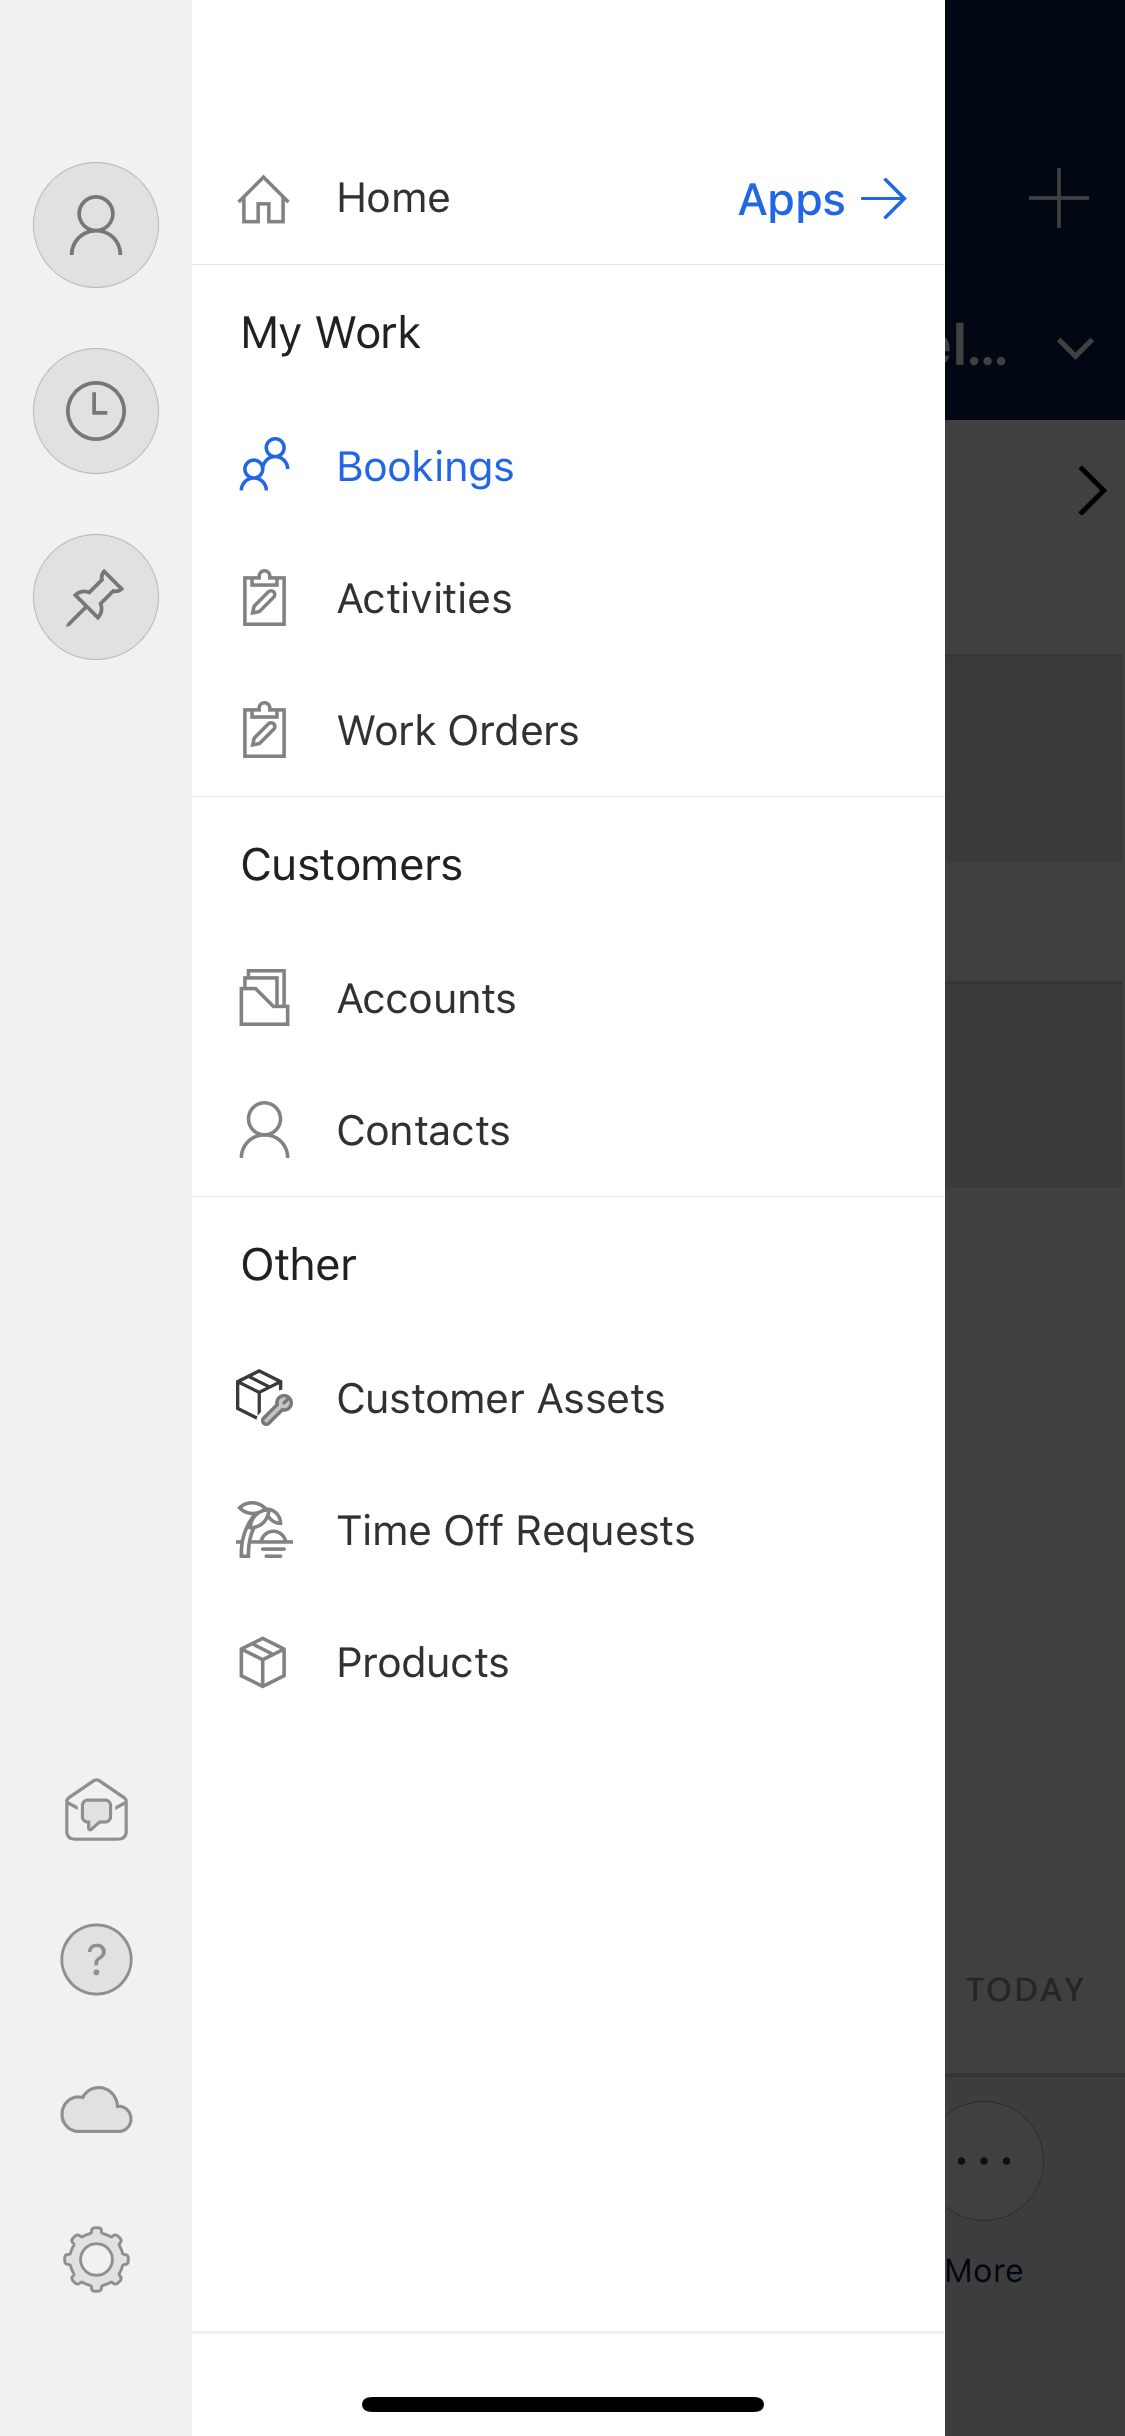 Home
Apps
My Work
Bookings
Activities
Work Orders
Customers
Accounts
Contacts
Other
Customer Assets
Time Off Requests
Products
?
TODAY
More